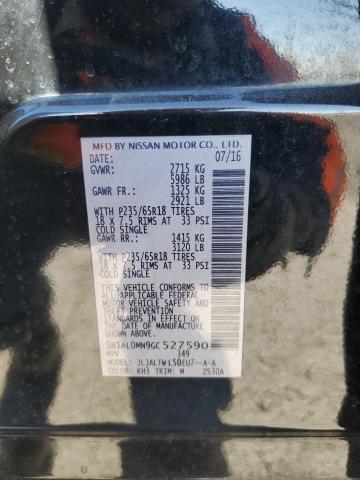 MFD BY NISSAN MOTOR CO., LTD.
DATE: 07/16
GVWR: 2715 KG
5986 LB
GAWR FR: 1325 KG
2921 LB
WITH P235/65R18 TIRES
18 X 7.5 RIMS AT 33 PSI
COLD SINGLE
GAWR RR: 1415 KG
3120 LB
WITH P235/65R18 TIRES
18 X 7.5 RIMS AT 33 PSI
COLD SINGLE
THIS VEHICLE CONFORMS
TO ALL APPLICABLE FEDERAL
MOTOR VEHICLE SAFETY AND
THEFT PREVENTION
STANDARDS IN EFFECT ON
THE DATE OF MANUFACTURE
SHOWN ABOVE.
5N1AL0MN9GC527590
MPV 349
MODEL: JLJALTWL50EU7--A-A
COLOR: KH3 TRIM: M 2S30A